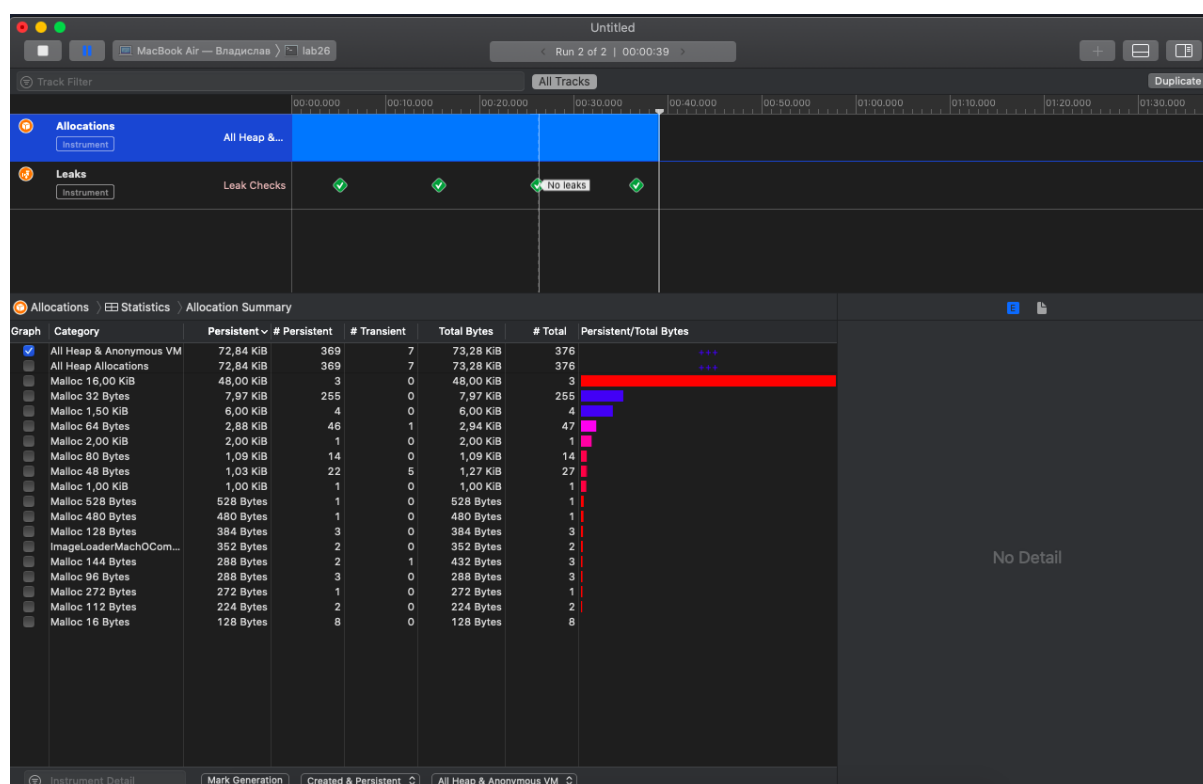 Untitled
MacBook Air — Владислав 〉 lab26
Run 2 of 2 | 00:00:39
Track Filter
All Tracks
Duplicate
00:00.000 00:10.000 00:20.000 00:30.000 00:40.000 00:50.000 01:00.000 01:10.000 01:20.000 01:30.000
Allocations
Instrument
All Heap &...
Leaks
Instrument
Leak Checks
No leaks
Allocations 〉 Statistics 〉 Allocation Summary
E
Graph Category Persistent # Persistent # Transient Total Bytes # Total Persistent/Total Bytes
All Heap & Anonymous VM 72,84 KiB 369 7 73,28 KiB 376
All Heap Allocations 72,84 KiB 369 7 73,28 KiB 376
Malloc 16,00 KiB 48,00 KiB 3 0 48,00 KiB 3
Malloc 32 Bytes 7,97 KiB 255 0 7,97 KiB 255
Malloc 1,50 KiB 6,00 KiB 4 0 6,00 KiB 4
Malloc 64 Bytes 2,88 KiB 46 1 2,94 KiB 47
Malloc 2,00 KiB 2,00 KiB 1 0 2,00 KiB 1
Malloc 80 Bytes 1,09 KiB 14 0 1,09 KiB 14
Malloc 48 Bytes 1,03 KiB 22 5 1,27 KiB 27
Malloc 1,00 KiB 1,00 KiB 1 0 1,00 KiB 1
Malloc 528 Bytes 528 Bytes 1 0 528 Bytes 1
Malloc 480 Bytes 480 Bytes 1 0 480 Bytes 1
Malloc 128 Bytes 384 Bytes 3 0 384 Bytes 3
ImageLoaderMachOCom... 352 Bytes 2 0 352 Bytes 2
Malloc 144 Bytes 288 Bytes 2 1 432 Bytes 3
Malloc 96 Bytes 288 Bytes 3 0 288 Bytes 3
Malloc 272 Bytes 272 Bytes 1 0 272 Bytes 1
Malloc 112 Bytes 224 Bytes 2 0 224 Bytes 2
Malloc 16 Bytes 128 Bytes 8 0 128 Bytes 8
No Detail
Instrument Detail
Mark Generation
Created & Persistent
All Heap & Anonymous VM